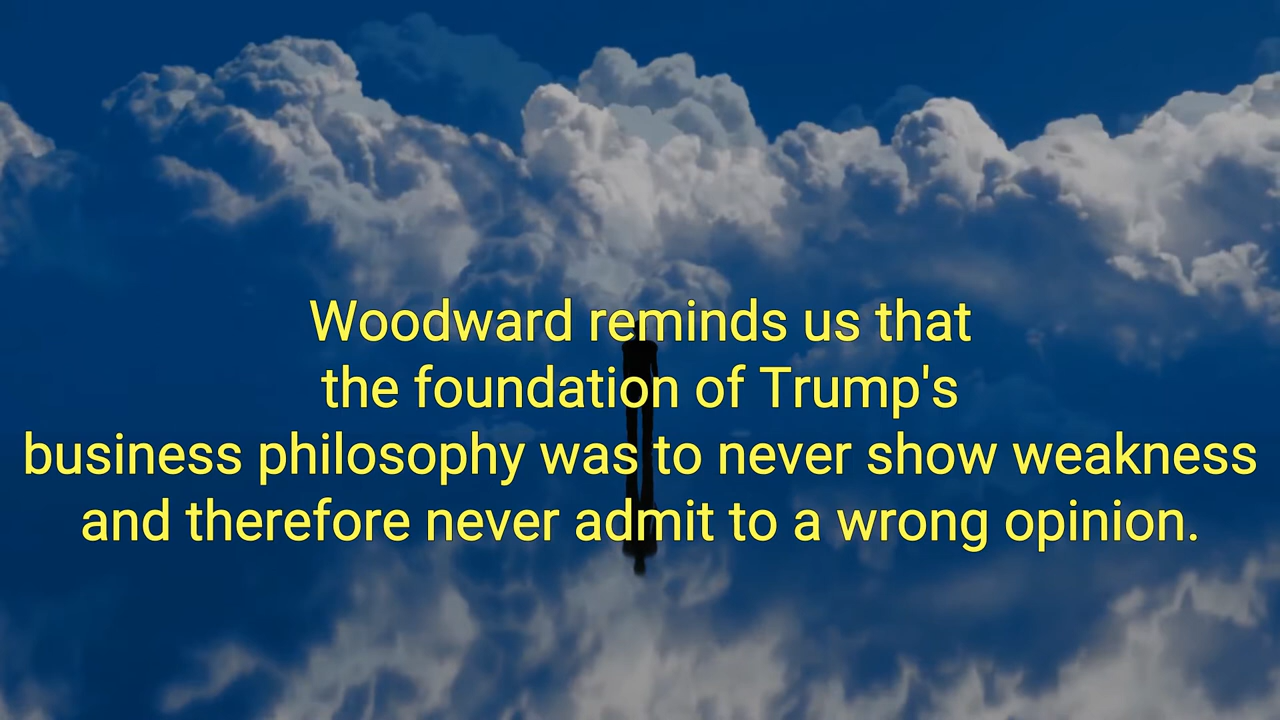 Woodward reminds us that
the foundation of Trump's
business philosophy was to never show weakness
and therefore never admit to a wrong opinion.